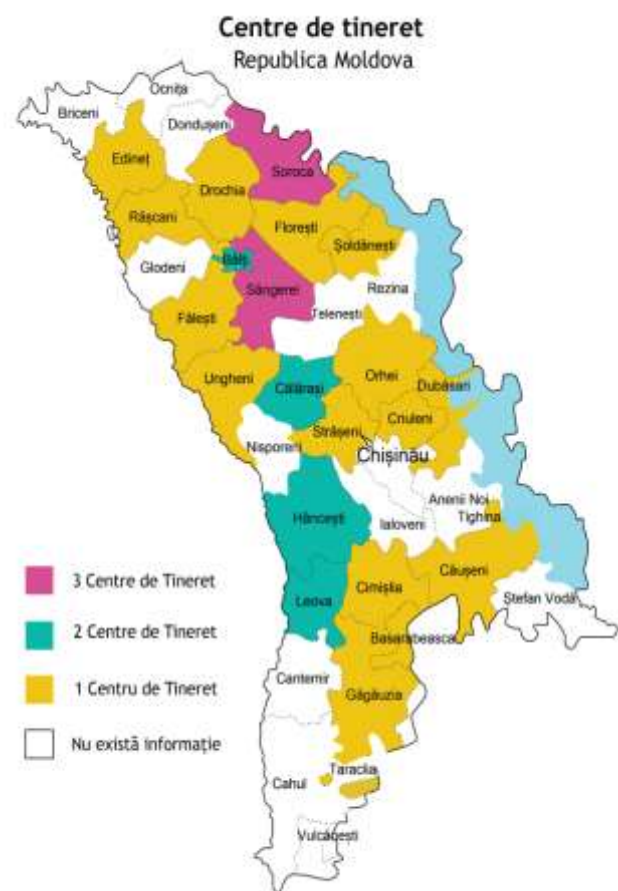 Centre de tineret
Republica Moldova
Ocnița
Briceni
Dondușeni
Edineț
Soroca
Drochia
Râșcani
Florești
Șoldănești
Glodeni
Bălți
Sângerei
Rezina
Telenești
Fălești
Ungheni
Călărași
Orhei
Dubăsari
Criuleni
Strășeni
Nisporeni
Chișinău
Anenii Noi
Tighina
Hâncești
Ialoveni
3 Centre de Tineret
Căușeni
Cimișlia
Leova
Ștefan Vodă
2 Centre de Tineret
Basarabeasca
Cantemir
1 Centru de Tineret
Găgăuzia
Nu există informație
Taraclia
Cahul
Vulcănești